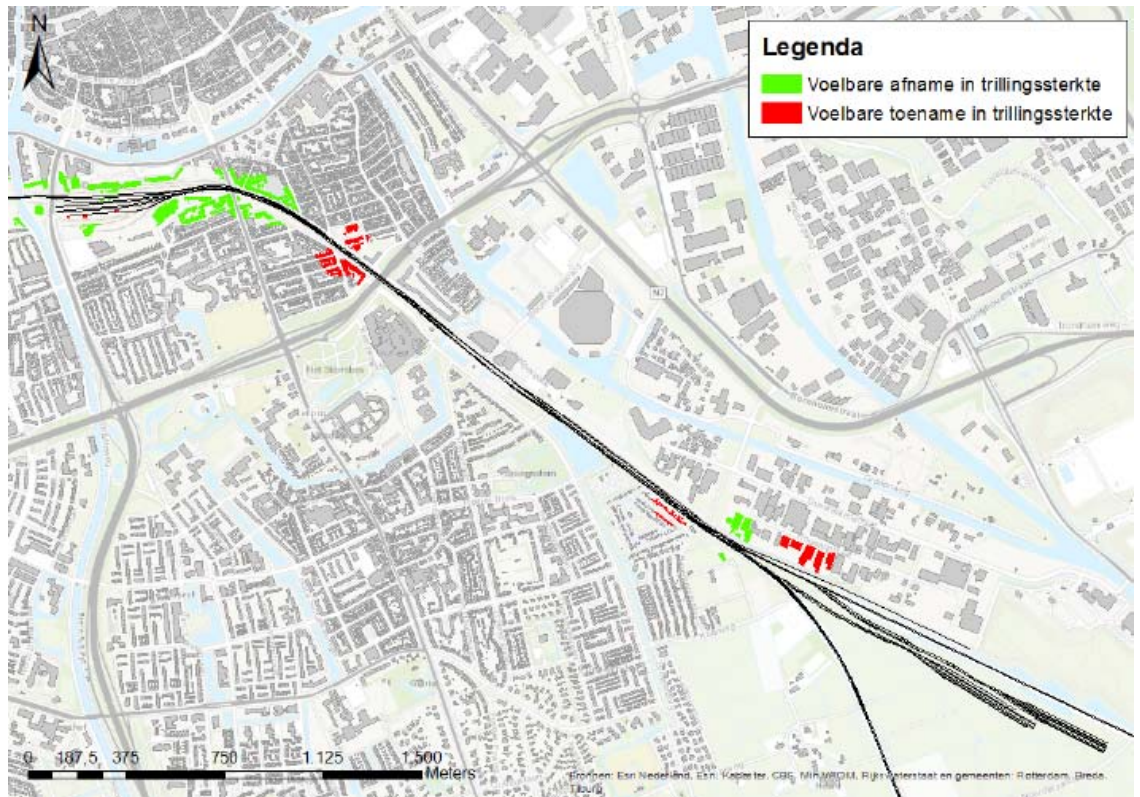 N
Legenda
Voelbare afname in trillingssterkte
Voelbare toename in trillingssterkte
0 187,5 375 750 1.125 1.500
Meters
Bronnen: Esri Nederland, Esri, Kadaster, CBS, Min VROM, Rijkswaterstaat en gemeenten: Rotterdam, Breda,
Tilburg